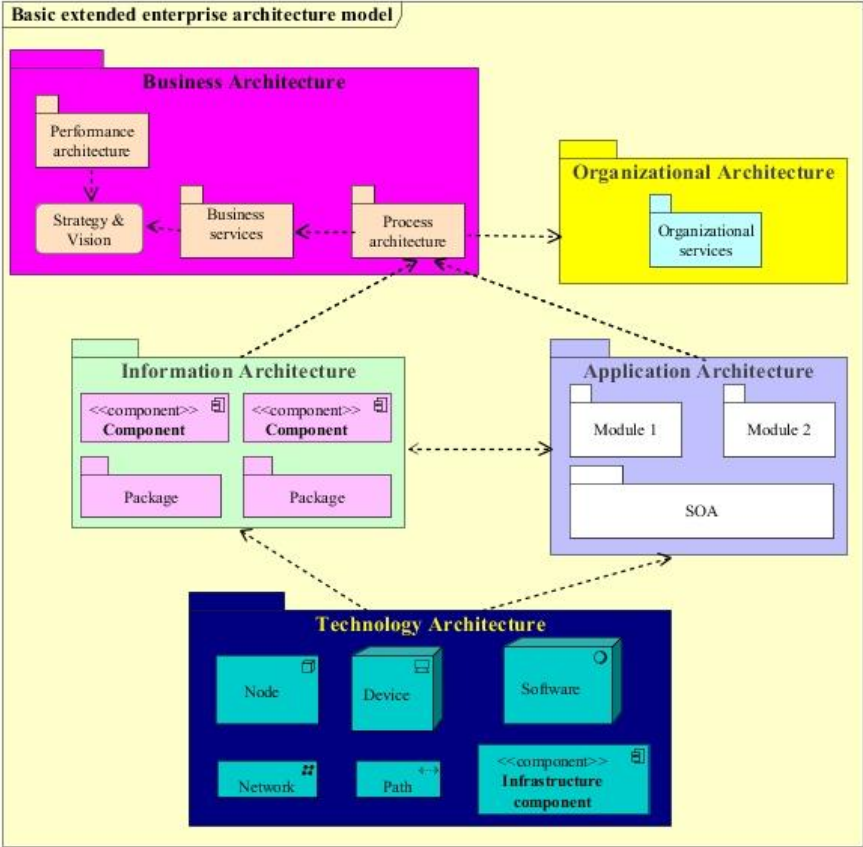 Basic extended enterprise architecture model
Business Architecture
Performance
architecture
Strategy &
Vision
Business
services
Process
architecture
Organizational Architecture
Organizational
services
Information Architecture
<<component>>
Component
<<component>>
Component
Package
Package
Application Architecture
Module 1
Module 2
SOA
Technology Architecture
Node
Device
Software
Network
Path
<<component>>
Infrastructure
component